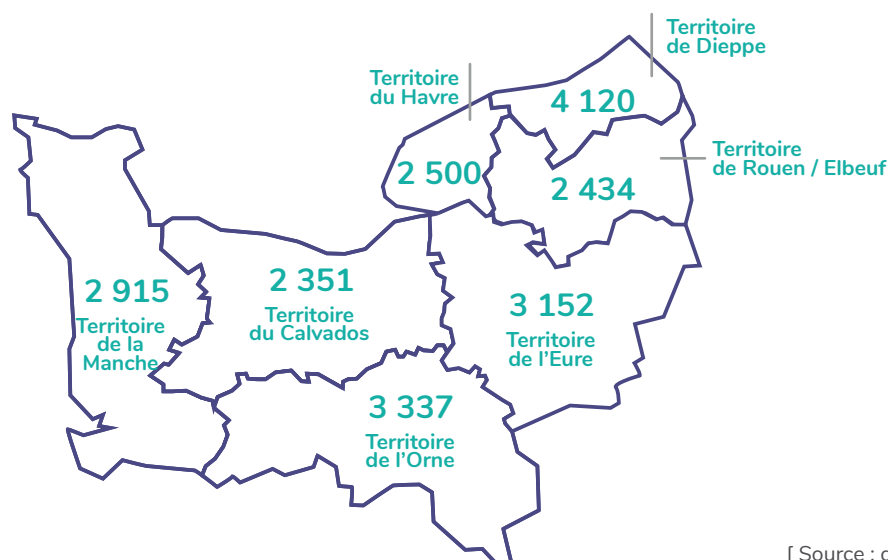 Territoire
de Dieppe
Territoire
du Havre
4 120
Territoire
de Rouen / Elbeuf
2 500
2 434
2 915
Territoire
de la
Manche
2 351
Territoire
du Calvados
3 152
Territoire
de l'Eure
3 337
Territoire
de l'Orne
[ Source :